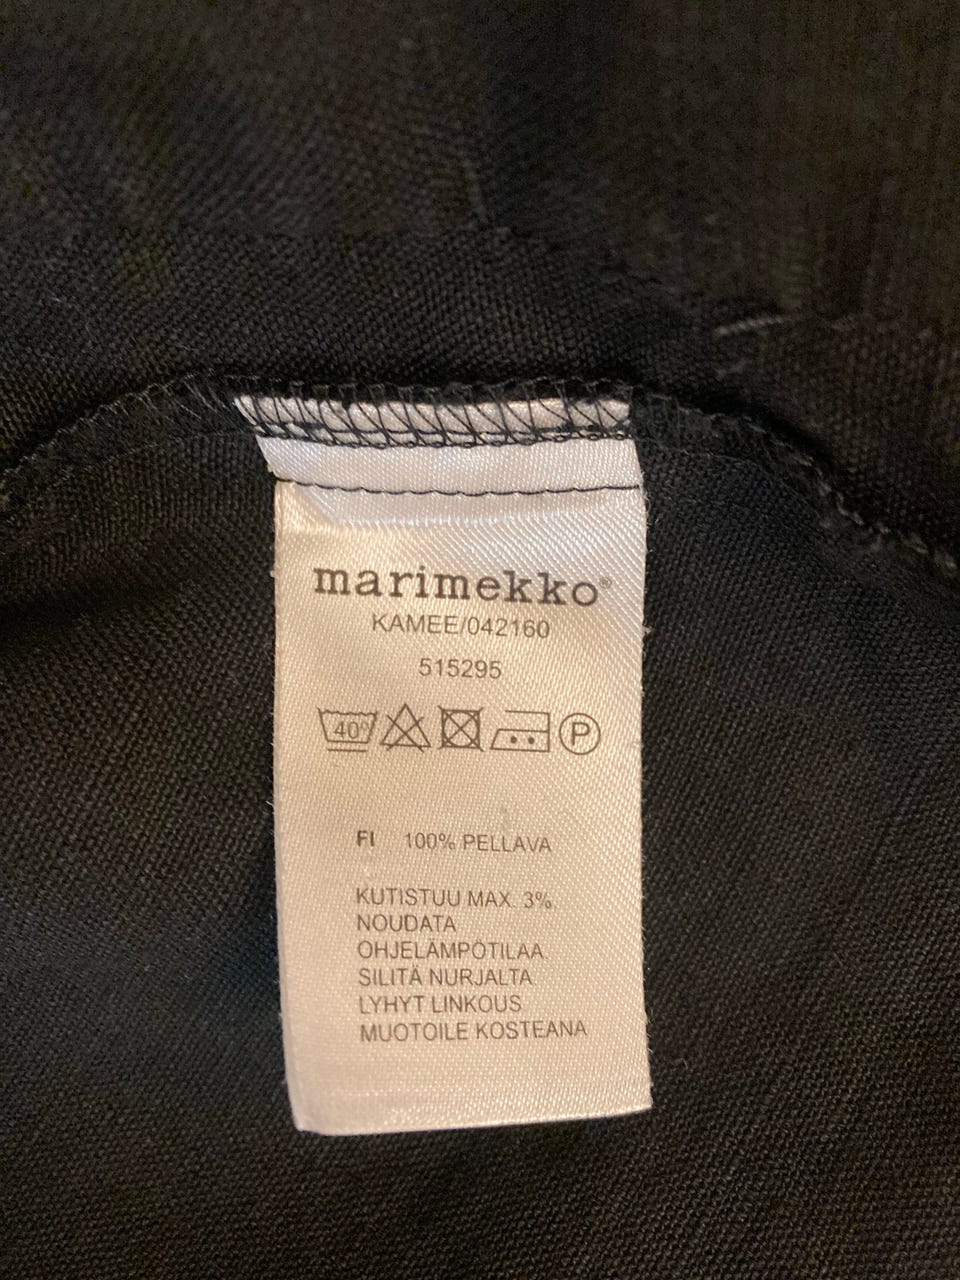 marimekko®
KAMEE/042160
515295
40° P
FI 100% PELLAVA
KUTISTUU MAX. 3%
NOUDATA
OHJELÄMPÖTILAA.
SILITÄ NURJALTA
LYHYT LINKOUS
MUOTOILE KOSTEANA